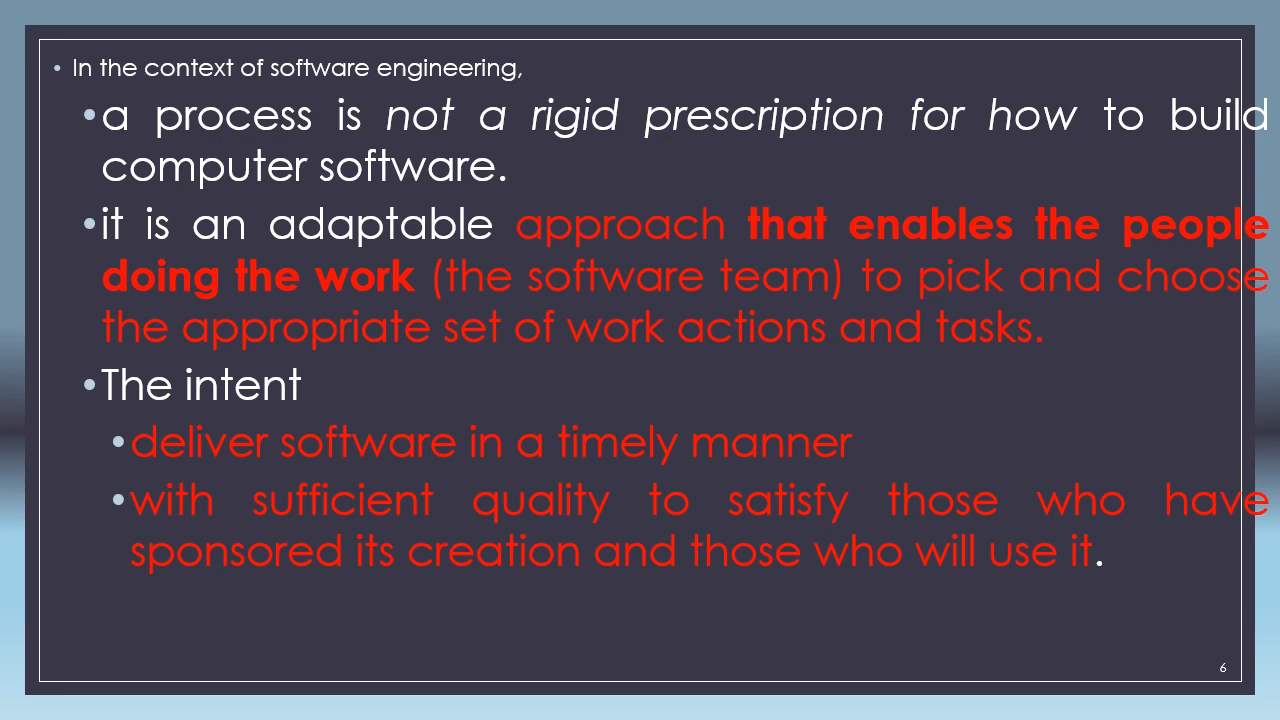 • In the context of software engineering,
• a process is not a rigid prescription for how to build
computer software.
• it is an adaptable approach that enables the people
doing the work (the software team) to pick and choose
the appropriate set of work actions and tasks.
• The intent
• deliver software in a timely manner
• with sufficient quality to satisfy those who have
sponsored its creation and those who will use it.
6